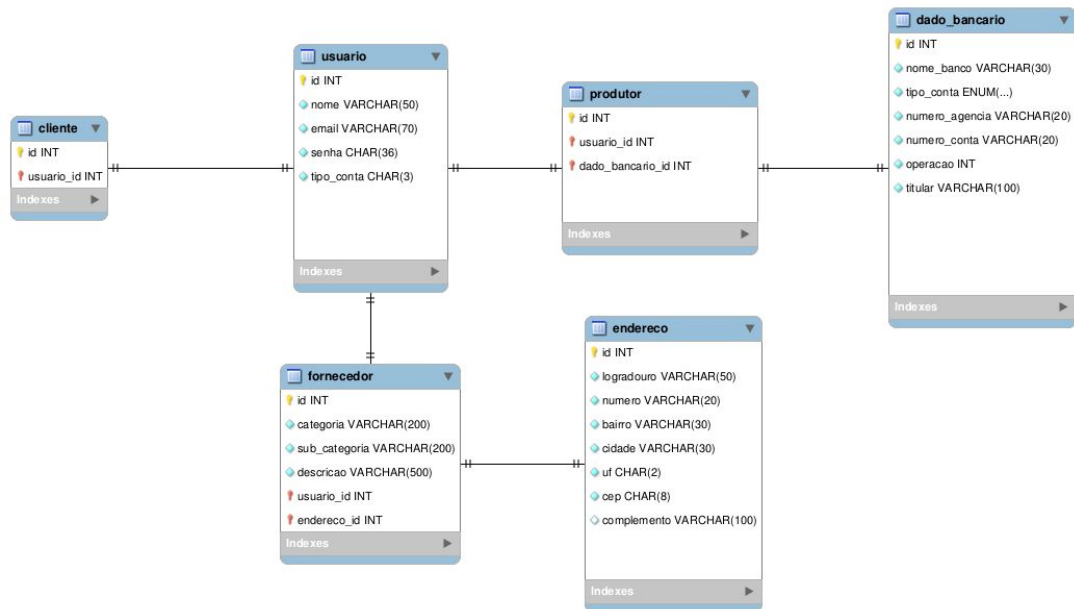 cliente
id INT
usuario_id INT
Indexes
usuario
id INT
nome VARCHAR(50)
email VARCHAR(70)
senha CHAR(36)
tipo_conta CHAR(3)
Indexes
produtor
id INT
usuario_id INT
dado_bancario_id INT
Indexes
dado_bancario
id INT
nome_banco VARCHAR(30)
tipo_conta ENUM(...)
numero_agencia VARCHAR(20)
numero_conta VARCHAR(20)
operacao INT
titular VARCHAR(100)
Indexes
fornecedor
id INT
categoria VARCHAR(200)
sub_categoria VARCHAR(200)
descricao VARCHAR(500)
usuario_id INT
endereco_id INT
Indexes
endereco
id INT
logradouro VARCHAR(50)
numero VARCHAR(20)
bairro VARCHAR(30)
cidade VARCHAR(30)
uf CHAR(2)
cep CHAR(8)
complemento VARCHAR(100)
Indexes